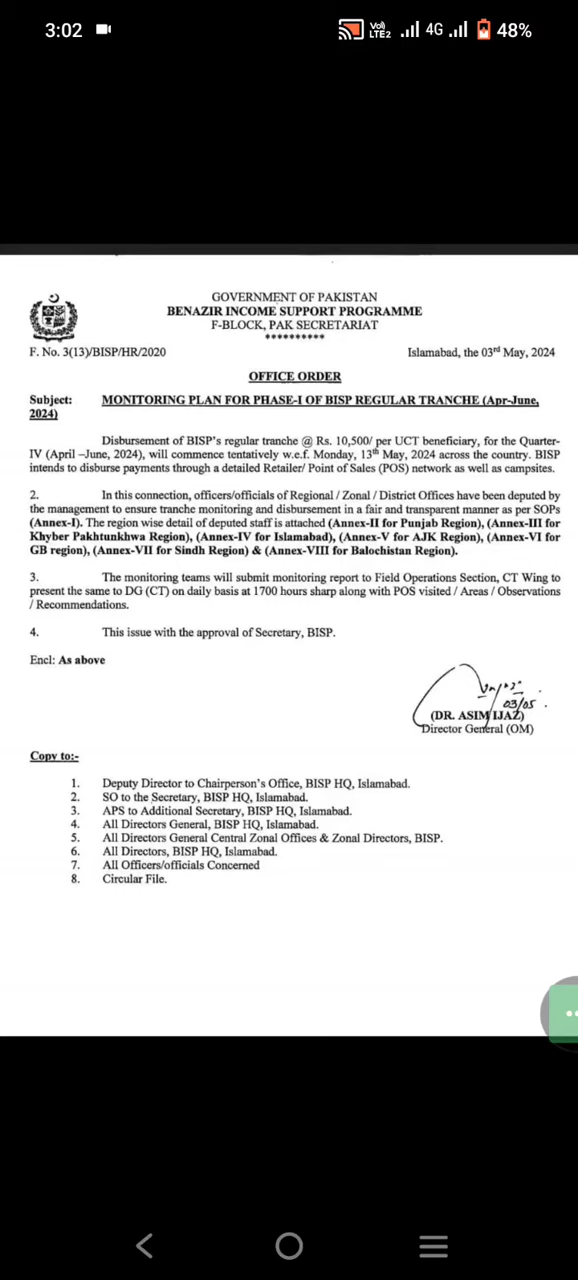 3:02
Vo)
LTE2
4G
48%
GOVERNMENT OF PAKISTAN
BENAZIR INCOME SUPPORT PROGRAMME
F-BLOCK, PAK SECRETARIAT
**********
F. No. 3(13)/BISP/HR/2020 Islamabad, the 03rd May, 2024
OFFICE ORDER
Subject: MONITORING PLAN FOR PHASE-I OF BISP REGULAR TRANCHE (Apr-June,
2024)
Disbursement of BISP's regular tranche @ Rs. 10,500/ per UCT beneficiary, for the Quarter-
IV (April –June, 2024), will commence tentatively w.e.f. Monday, 13th May, 2024 across the country. BISP
intends to disburse payments through a detailed Retailer/ Point of Sales (POS) network as well as campsites.
2. In this connection, officers/officials of Regional / Zonal / District Offices have been deputed by
the management to ensure tranche monitoring and disbursement in a fair and transparent manner as per SOPs
(Annex-I). The region wise detail of deputed staff is attached (Annex-II for Punjab Region), (Annex-III for
Khyber Pakhtunkhwa Region), (Annex-IV for Islamabad), (Annex-V for AJK Region), (Annex-VI for
GB region), (Annex-VII for Sindh Region) & (Annex-VIII for Balochistan Region).
3. The monitoring teams will submit monitoring report to Field Operations Section, CT Wing to
present the same to DG (CT) on daily basis at 1700 hours sharp along with POS visited / Areas / Observations
/ Recommendations.
4. This issue with the approval of Secretary, BISP.
Encl: As above
03/05
(DR. ASIM IJAZ)
Director General (OM)
Copy to:-
1. Deputy Director to Chairperson's Office, BISP HQ, Islamabad.
2. SO to the Secretary, BISP HQ, Islamabad.
3. APS to Additional Secretary, BISP HQ, Islamabad.
4. All Directors General, BISP HQ, Islamabad.
5. All Directors General Central Zonal Offices & Zonal Directors, BISP.
6. All Directors, BISP HQ, Islamabad.
7. All Officers/officials Concerned
8. Circular File.